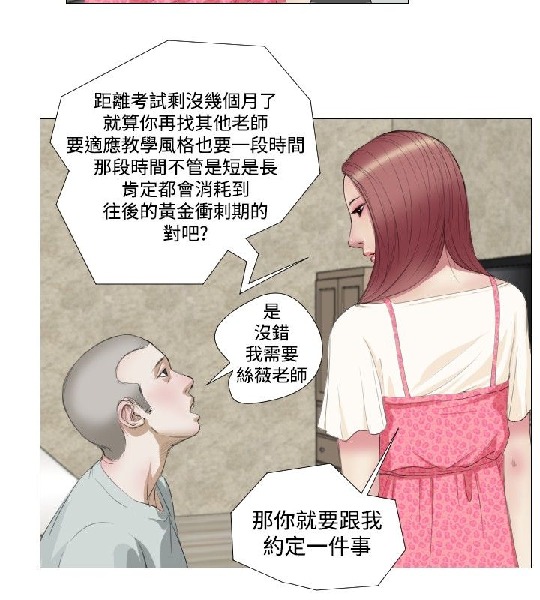 距離考試剩沒幾個月了
就算你再找其他老師
要適應教學風格也要一段時間
那段時間不管是短是長
肯定都會消耗到
往後的黃金衝刺期的
對吧?
是
沒錯
我需要
絲薇老師
那你就要跟我
約定一件事